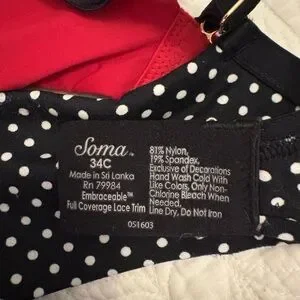 Soma™
34C
Made in Sri Lanka
Rn 79984
Embraceable™
Full Coverage Lace Trim
81% Nylon,
19% Spandex,
Exclusive of Decorations
Hand Wash Cold With
Like Colors, Only Non-
Chlorine Bleach When
Needed,
Line Dry, Do Not Iron
051603